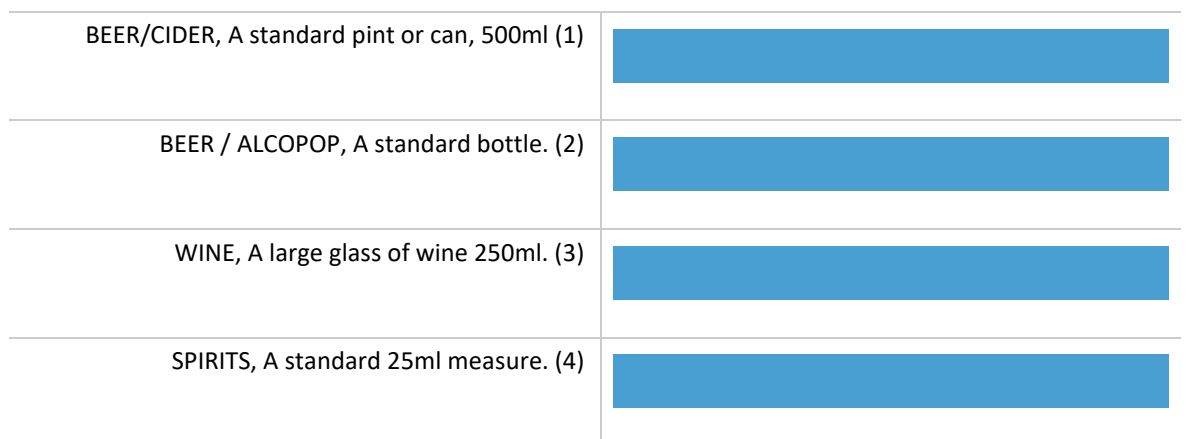 BEER/CIDER, A standard pint or can, 500ml (1)
BEER / ALCOPOP, A standard bottle. (2)
WINE, A large glass of wine 250ml. (3)
SPIRITS, A standard 25ml measure. (4)